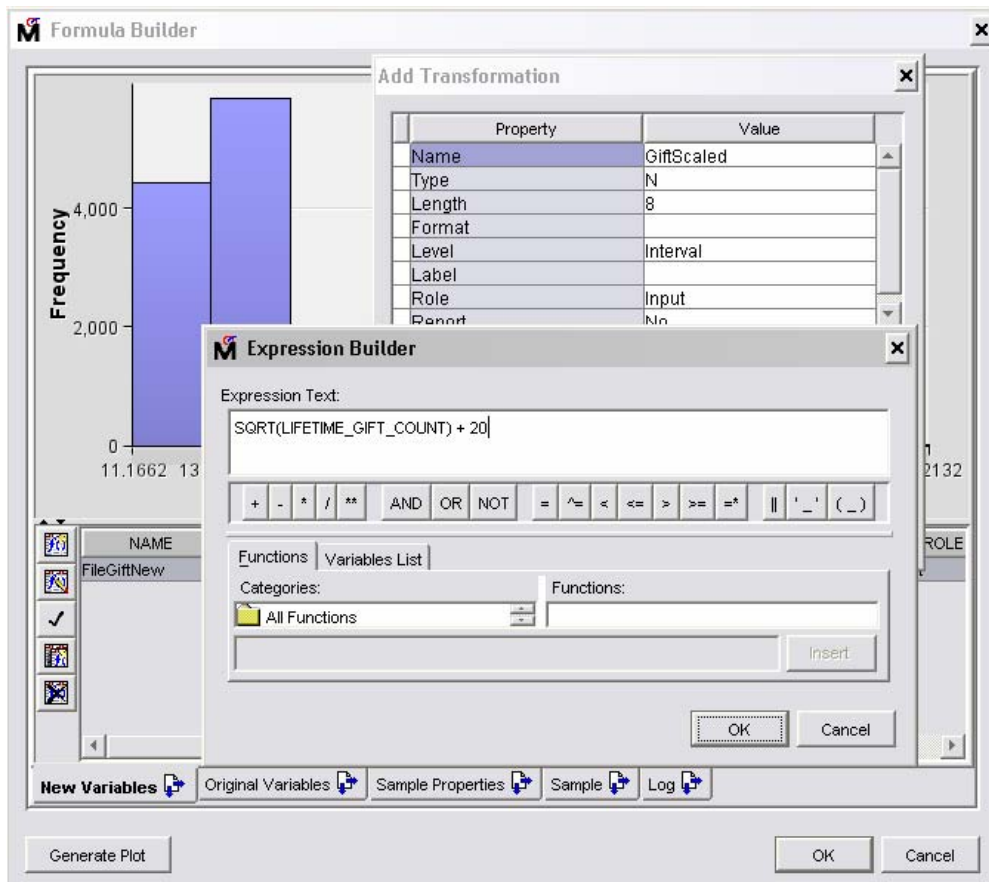 Formula Builder
Add Transformation
Property Value
Name GiftScaled
Type N
Length 8
Format
Level Interval
Label
Role Input
Report No
Frequency
4,000
2,000
0
11.1662 13 2132
Expression Builder
Expression Text:
SQRT(LIFETIME_GIFT_COUNT) + 20
+ - * / ** AND OR NOT = ^= < <= > >= =* || '_' (_)
Functions Variables List
Categories: Functions:
All Functions
Insert
OK Cancel
NAME ROLE
FileGiftNew
New Variables Original Variables Sample Properties Sample Log
Generate Plot OK Cancel